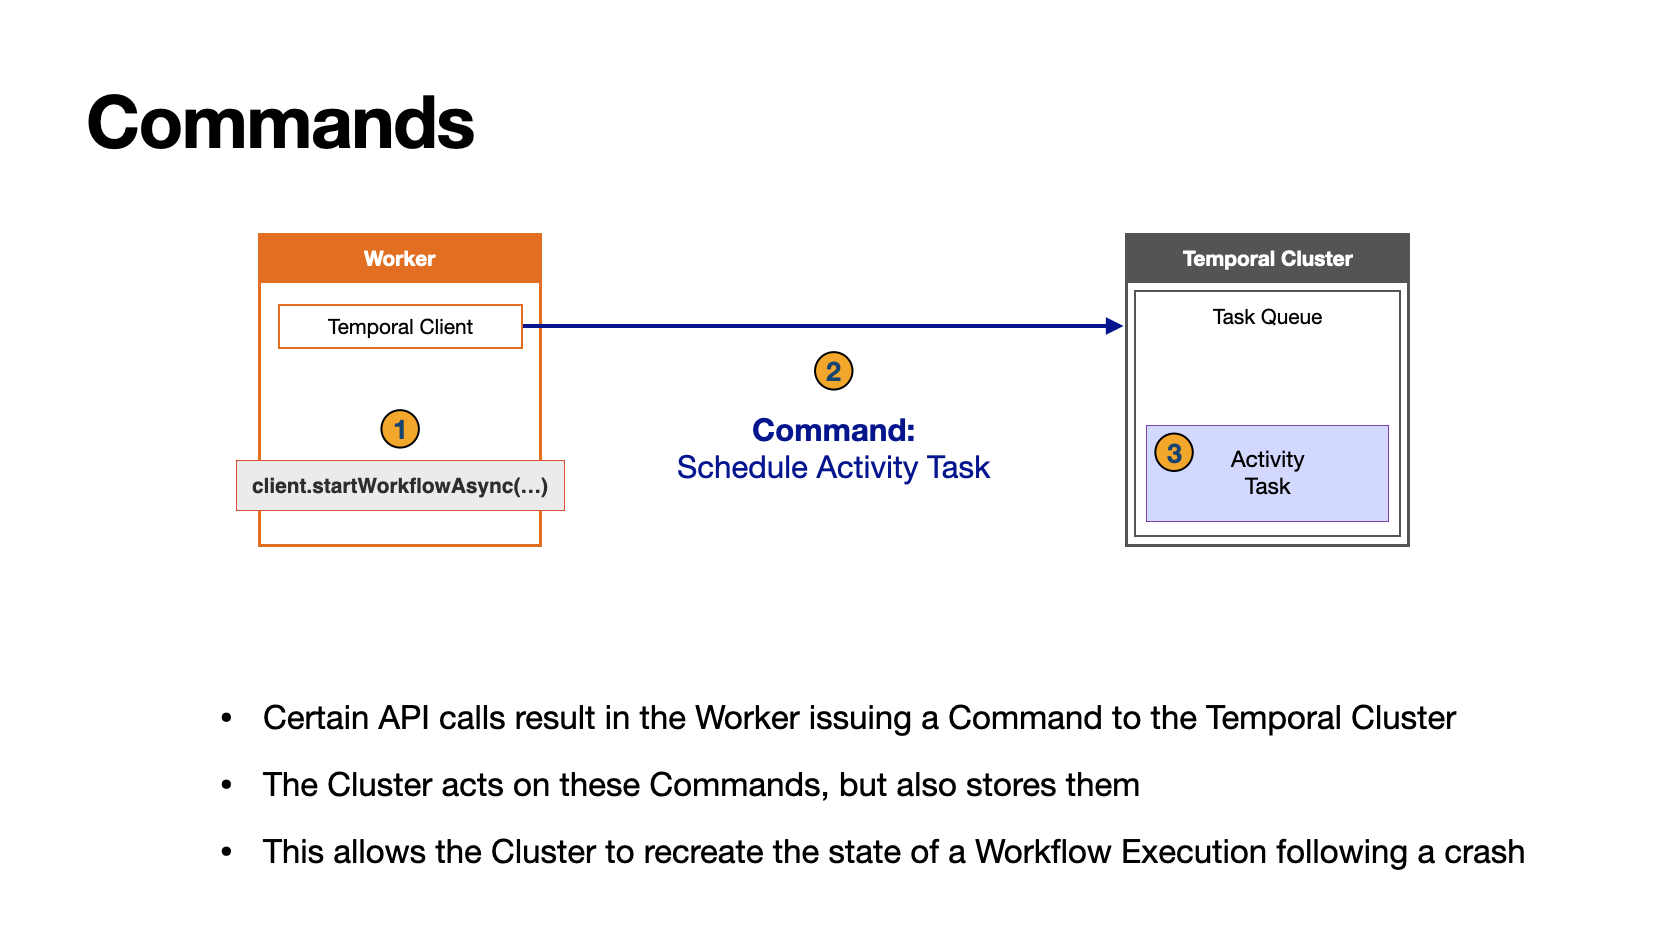 Commands
Worker
Temporal Client
1
client.startWorkflowAsync(...)
2
Command:
Schedule Activity Task
Temporal Cluster
Task Queue
3
Activity
Task
• Certain API calls result in the Worker issuing a Command to the Temporal Cluster
• The Cluster acts on these Commands, but also stores them
• This allows the Cluster to recreate the state of a Workflow Execution following a crash